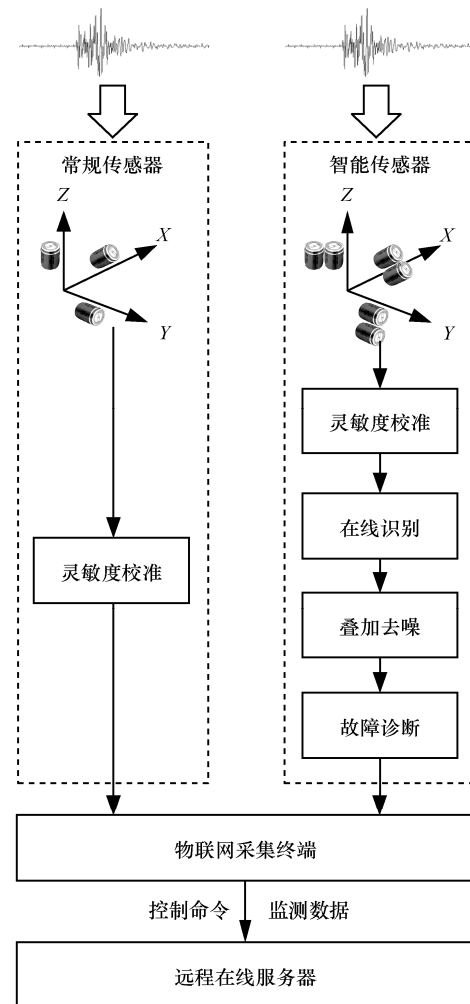 常规传感器
Z
X
Y
灵敏度校准
智能传感器
Z
X
Y
灵敏度校准
在线识别
叠加去噪
故障诊断
物联网采集终端
控制命令 监测数据
远程在线服务器